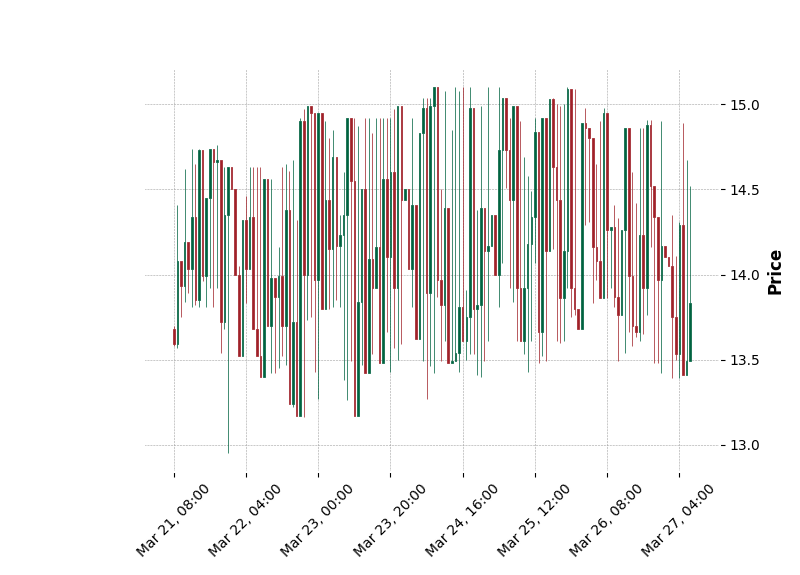 15.0
14.5
14.0
13.5
13.0
Price
Mar 21, 08:00
Mar 22, 04:00
Mar 23, 00:00
Mar 23, 20:00
Mar 24, 16:00
Mar 25, 12:00
Mar 26, 08:00
Mar 27, 04:00